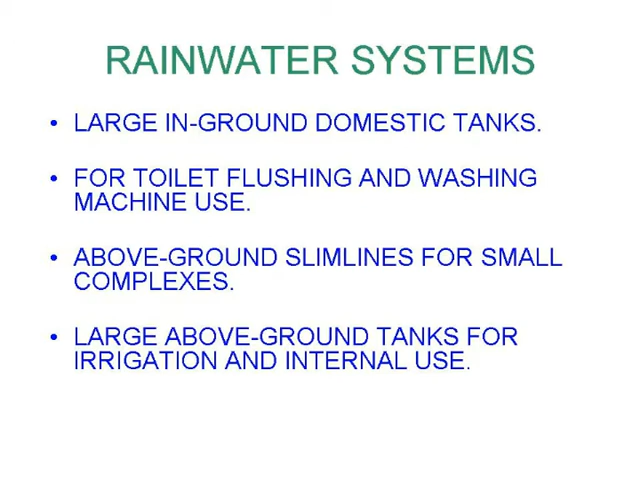 RAINWATER SYSTEMS
• LARGE IN-GROUND DOMESTIC TANKS.
• FOR TOILET FLUSHING AND WASHING
MACHINE USE.
• ABOVE-GROUND SLIMLINES FOR SMALL
COMPLEXES.
• LARGE ABOVE-GROUND TANKS FOR
IRRIGATION AND INTERNAL USE.